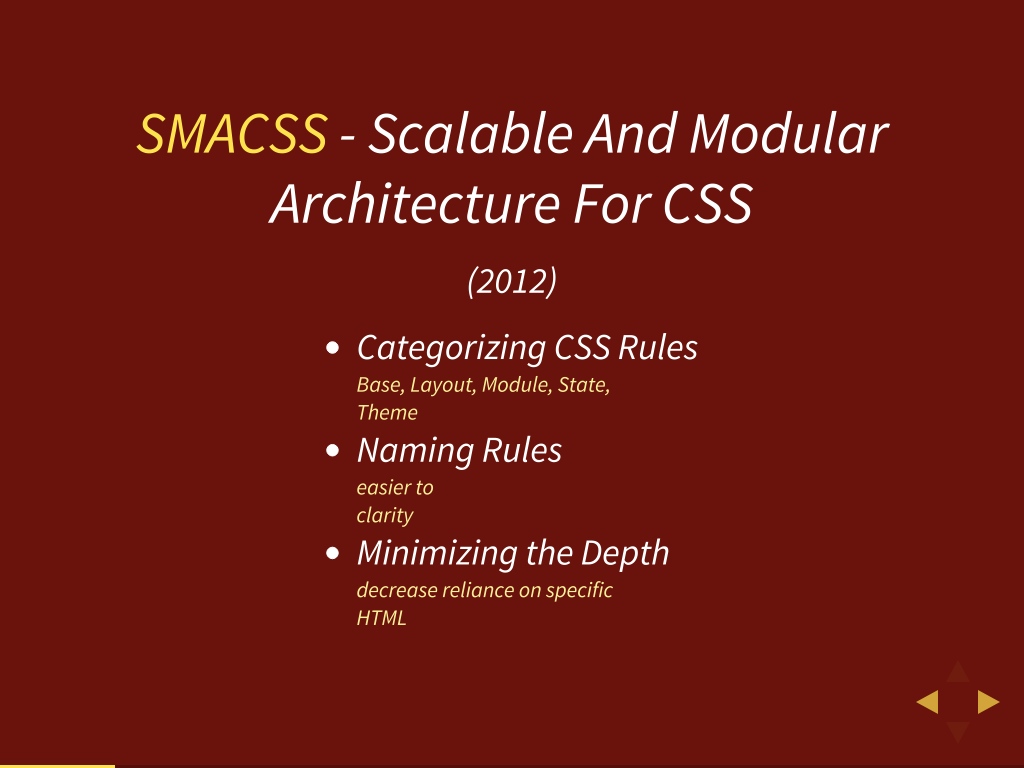 SMACSS - Scalable And Modular
Architecture For CSS
(2012)
Categorizing CSS Rules
Base, Layout, Module, State,
Theme
Naming Rules
easier to
clarity
Minimizing the Depth
decrease reliance on specific
HTML